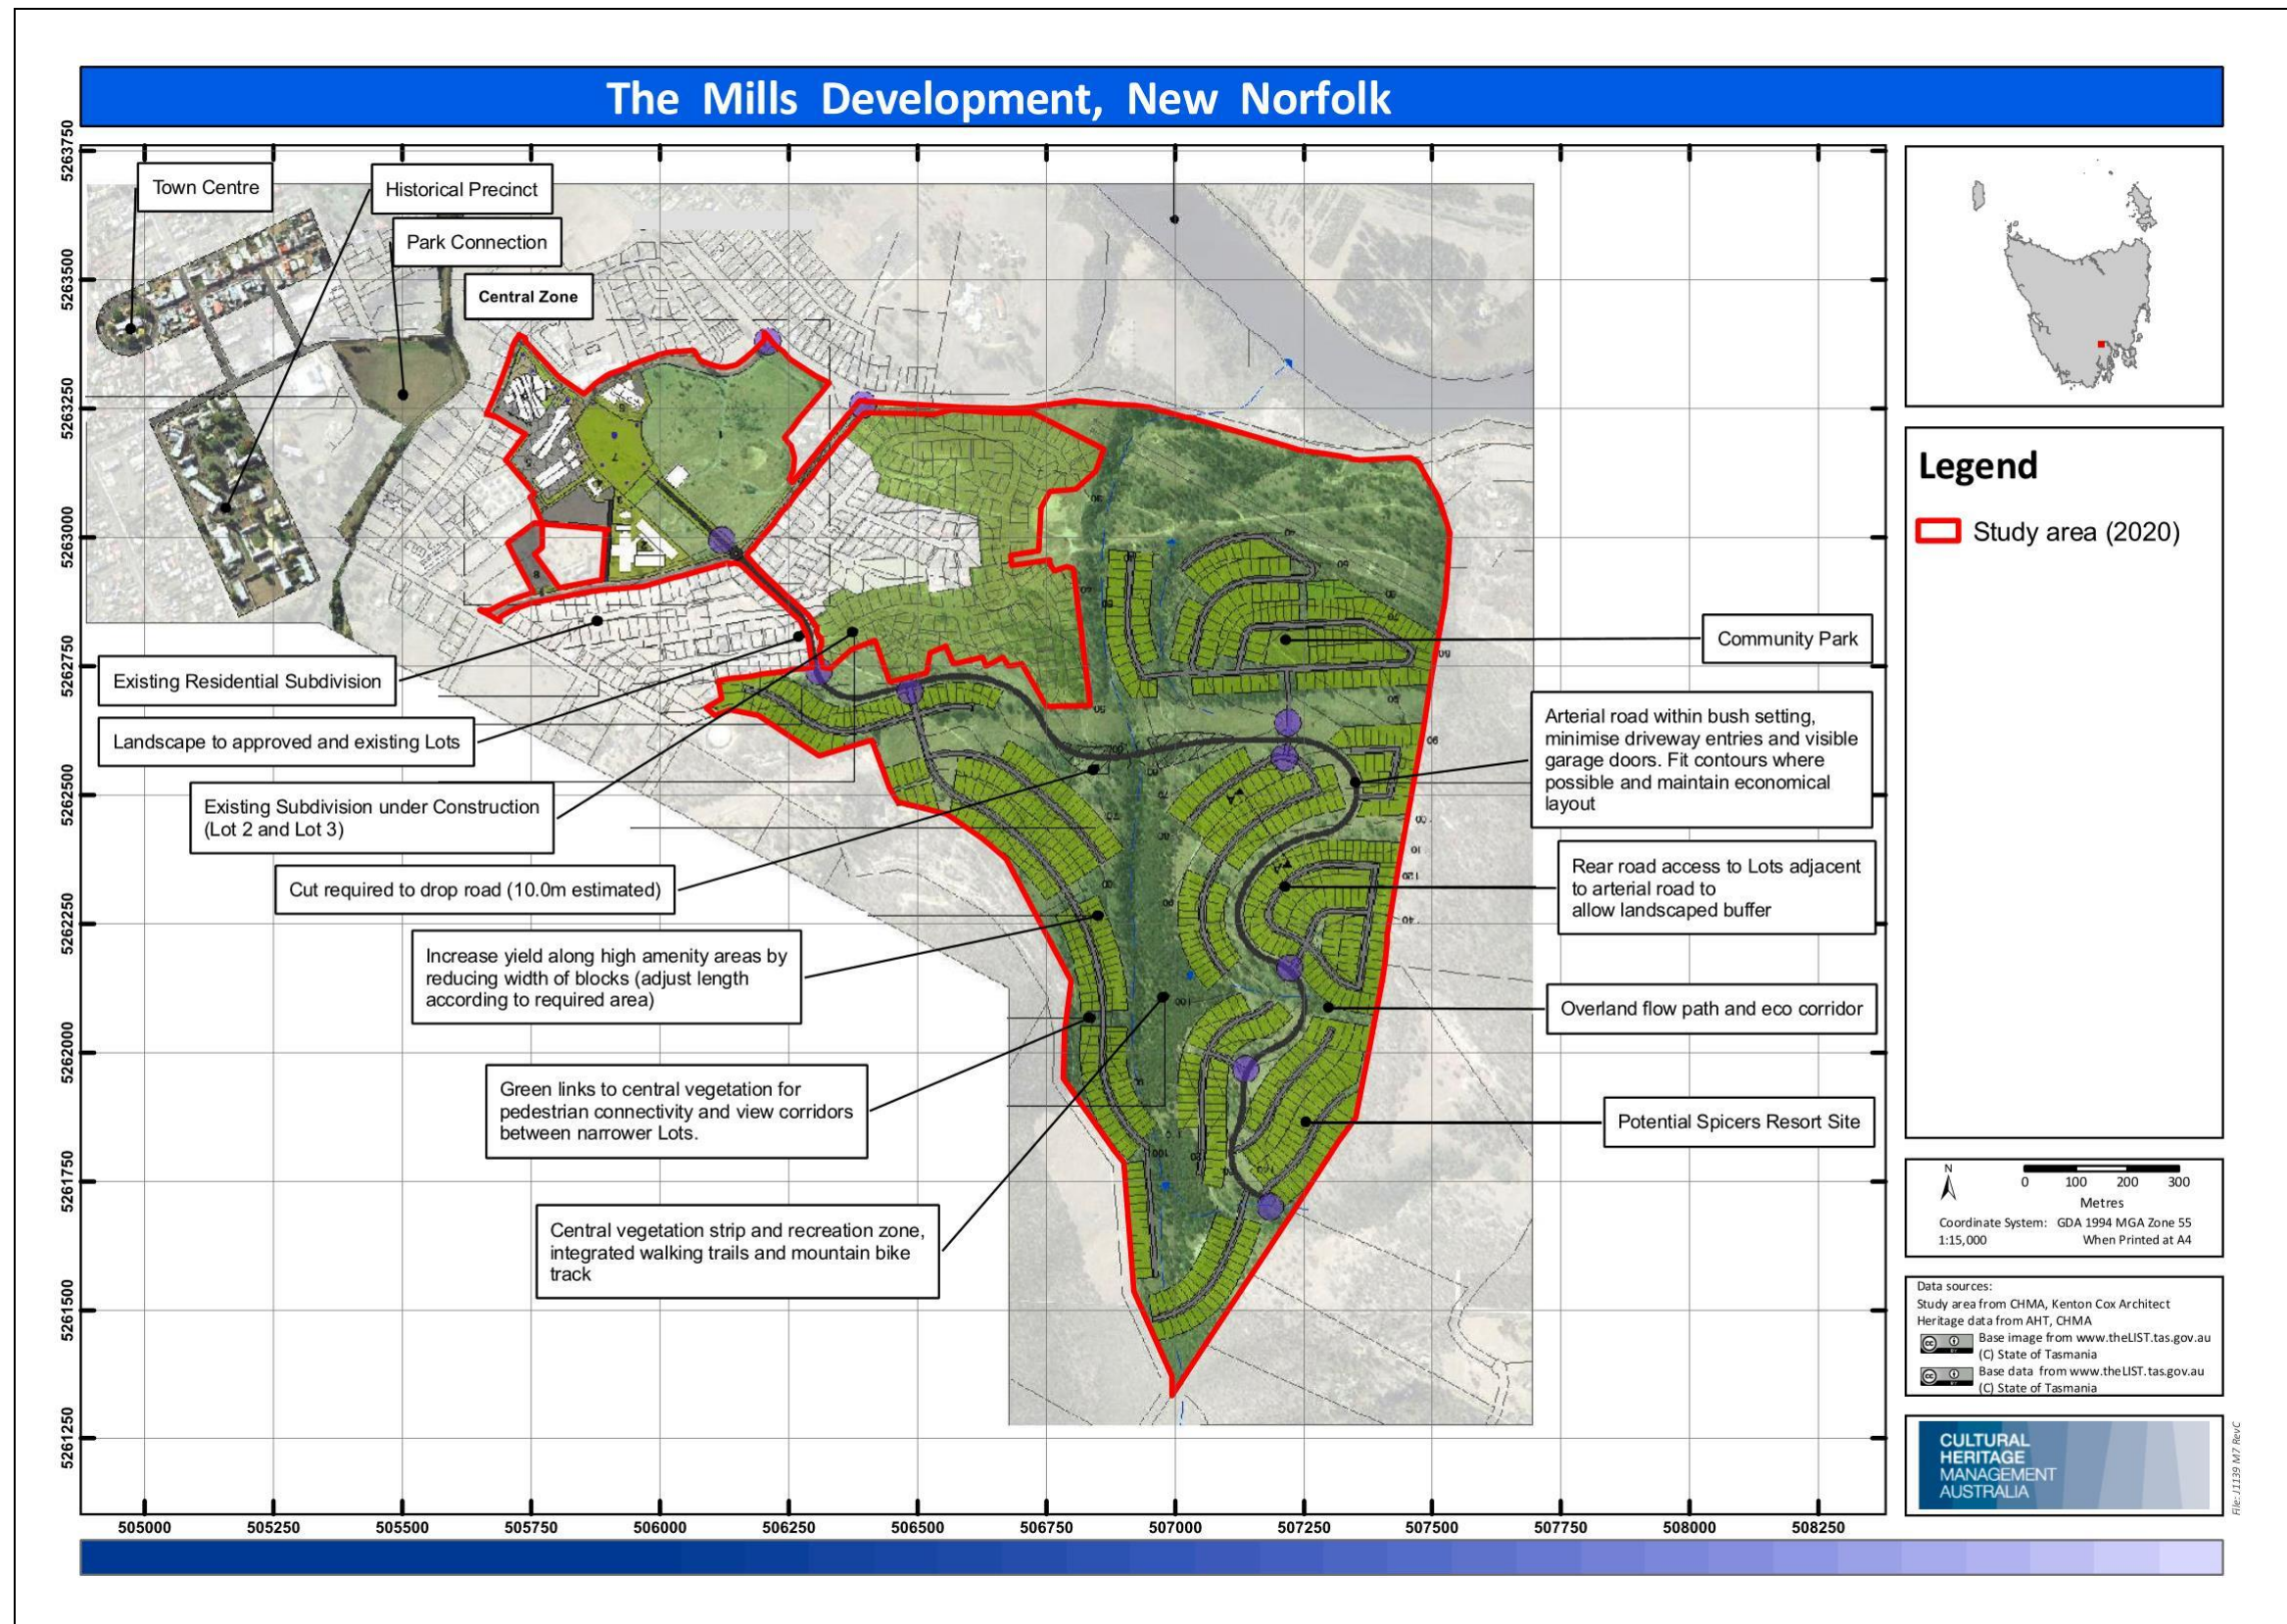 The Mills Development, New Norfolk
5263750
5263500
5263250
5263000
5262750
5262500
5262250
5262000
5261750
5261500
5261250
Town Centre
Historical Precinct
Park Connection
Central Zone
Existing Residential Subdivision
Landscape to approved and existing Lots
Existing Subdivision under Construction
(Lot 2 and Lot 3)
Cut required to drop road (10.0m estimated)
Increase yield along high amenity areas by
reducing width of blocks (adjust length
according to required area)
Green links to central vegetation for
pedestrian connectivity and view corridors
between narrower Lots.
Central vegetation strip and recreation zone,
integrated walking trails and mountain bike
track
Community Park
Arterial road within bush setting,
minimise driveway entries and visible
garage doors. Fit contours where
possible and maintain economical
layout
Rear road access to Lots adjacent
to arterial road to
allow landscaped buffer
Overland flow path and eco corridor
Potential Spicers Resort Site
505000 505250 505500 505750 506000 506250 506500 506750 507000 507250 507500 507750 508000 508250
Legend
Study area (2020)
N
0 100 200 300
Metres
Coordinate System: GDA 1994 MGA Zone 55
1:15,000 When Printed at A4
Data sources:
Study area from CHMA, Kenton Cox Architect
Heritage data from AHT, CHMA
Base image from www.theLIST.tas.gov.au
(C) State of Tasmania
Base data from www.theLIST.tas.gov.au
(C) State of Tasmania
CULTURAL
HERITAGE
MANAGEMENT
AUSTRALIA
File: J1139 M7 RevC